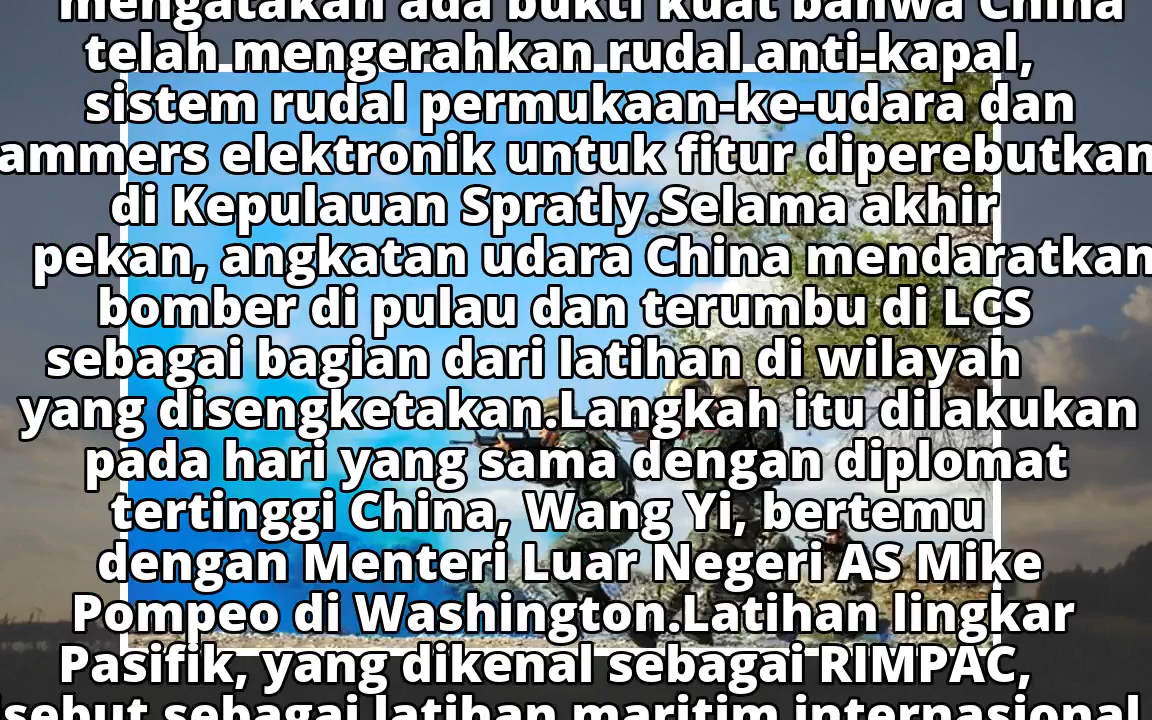 mengatakan ada bukti kuat bahwa China
telah mengerahkan rudal anti-kapal,
sistem rudal permukaan-ke-udara dan
ammers elektronik untuk fitur diperebutkan
di Kepulauan Spratly.Selama akhir
pekan, angkatan udara China mendaratkan
bomber di pulau dan terumbu di LCS
sebagai bagian dari latihan di wilayah
yang disengketakan.Langkah itu dilakukan
pada hari yang sama dengan diplomat
tertinggi China, Wang Yi, bertemu
dengan Menteri Luar Negeri AS Mike
Pompeo di Washington.Latihan lingkar
Pasifik, yang dikenal sebagai RIMPAC,
isebut sebagai latihan maritim internasional